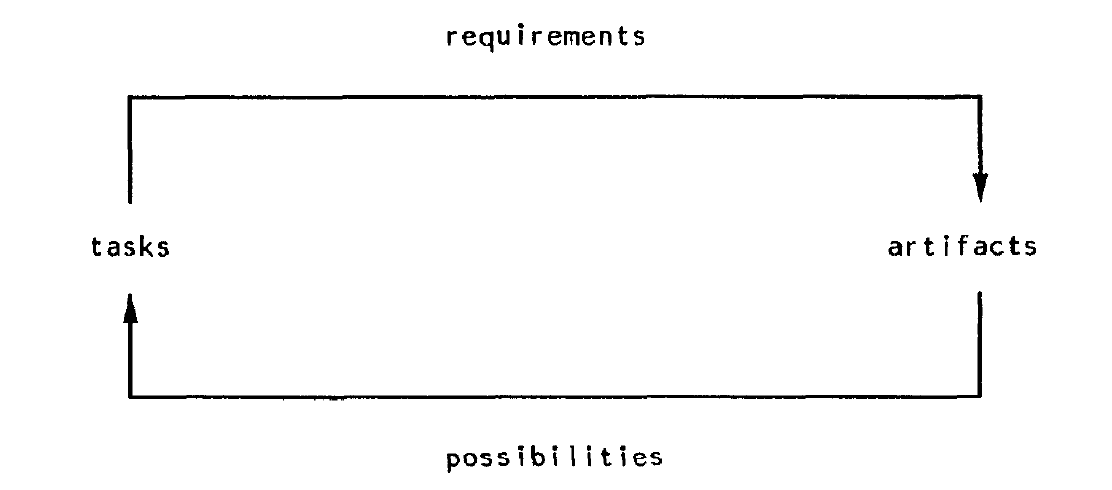 requirements
tasks
artifacts
possibilities